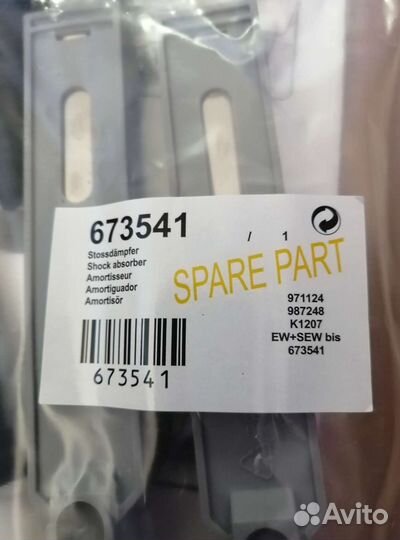 673541
/ 1
Stossdämpfer
Shock absorber
Amortisseur
Amortiguador
Amortisör
SPARE PART
971124
987248
K1207
EW+SEW bis
673541
673541
Avito